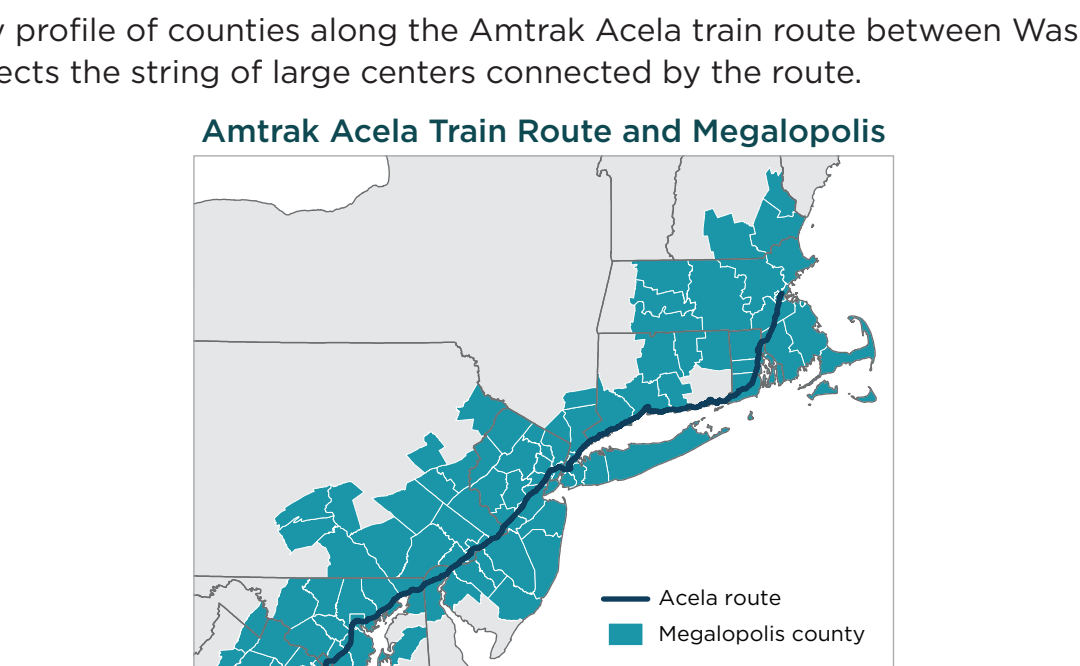 profile of counties along the Amtrak Acela train route between Was
ects the string of large centers connected by the route.
Amtrak Acela Train Route and Megalopolis
Acela route
Megalopolis county